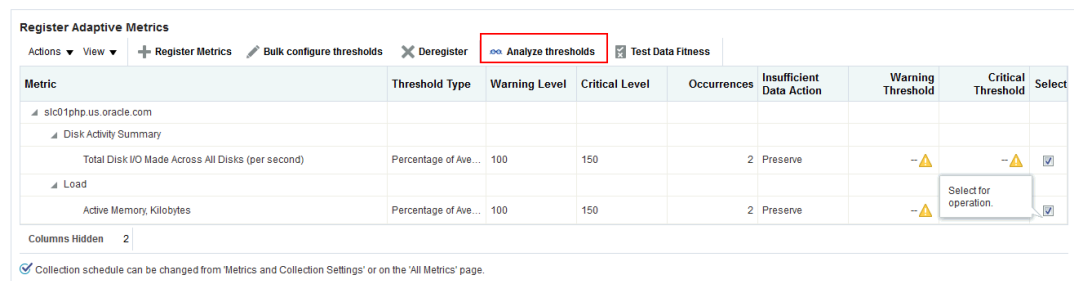 Register Adaptive Metrics
Actions View Register Metrics Bulk configure thresholds Deregister Analyze thresholds Test Data Fitness
Metric Threshold Type Warning Level Critical Level Occurrences Insufficient Data Action Warning Threshold Critical Threshold Select
slc01php.us.oracle.com
Disk Activity Summary
Total Disk I/O Made Across All Disks (per second) Percentage of Ave... 100 150 2 Preserve -- --
Load
Select for operation.
Active Memory, Kilobytes Percentage of Ave... 100 150 2 Preserve --
Columns Hidden 2
Collection schedule can be changed from 'Metrics and Collection Settings' or on the 'All Metrics' page.